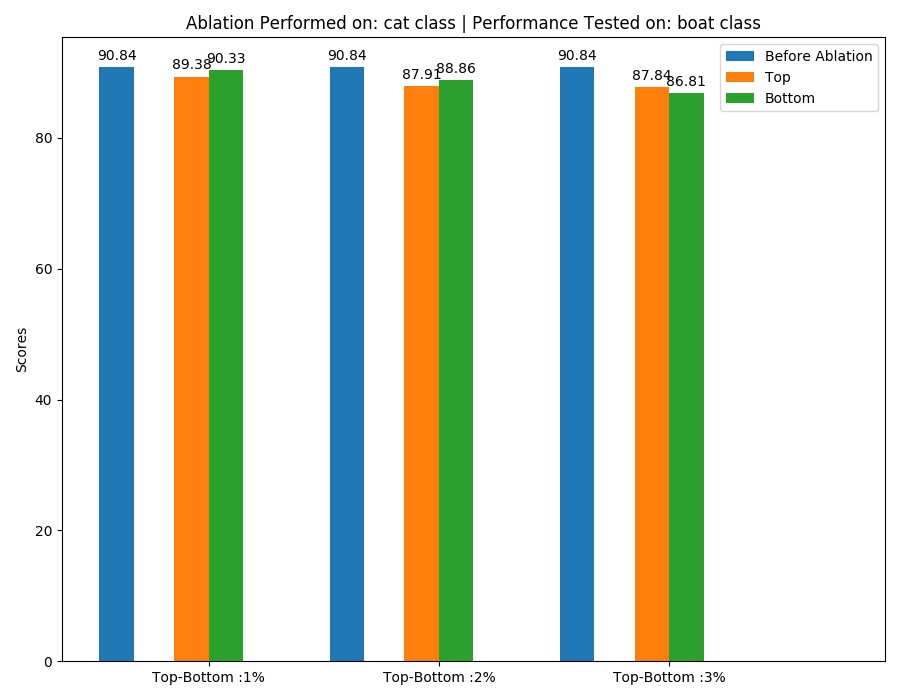 Ablation Performed on: cat class | Performance Tested on: boat class
Before Ablation
Top
Bottom
90.84
89.38
90.33
90.84
87.91
88.86
90.84
87.84
86.81
Scores
80
60
40
20
0
Top-Bottom :1%
Top-Bottom :2%
Top-Bottom :3%